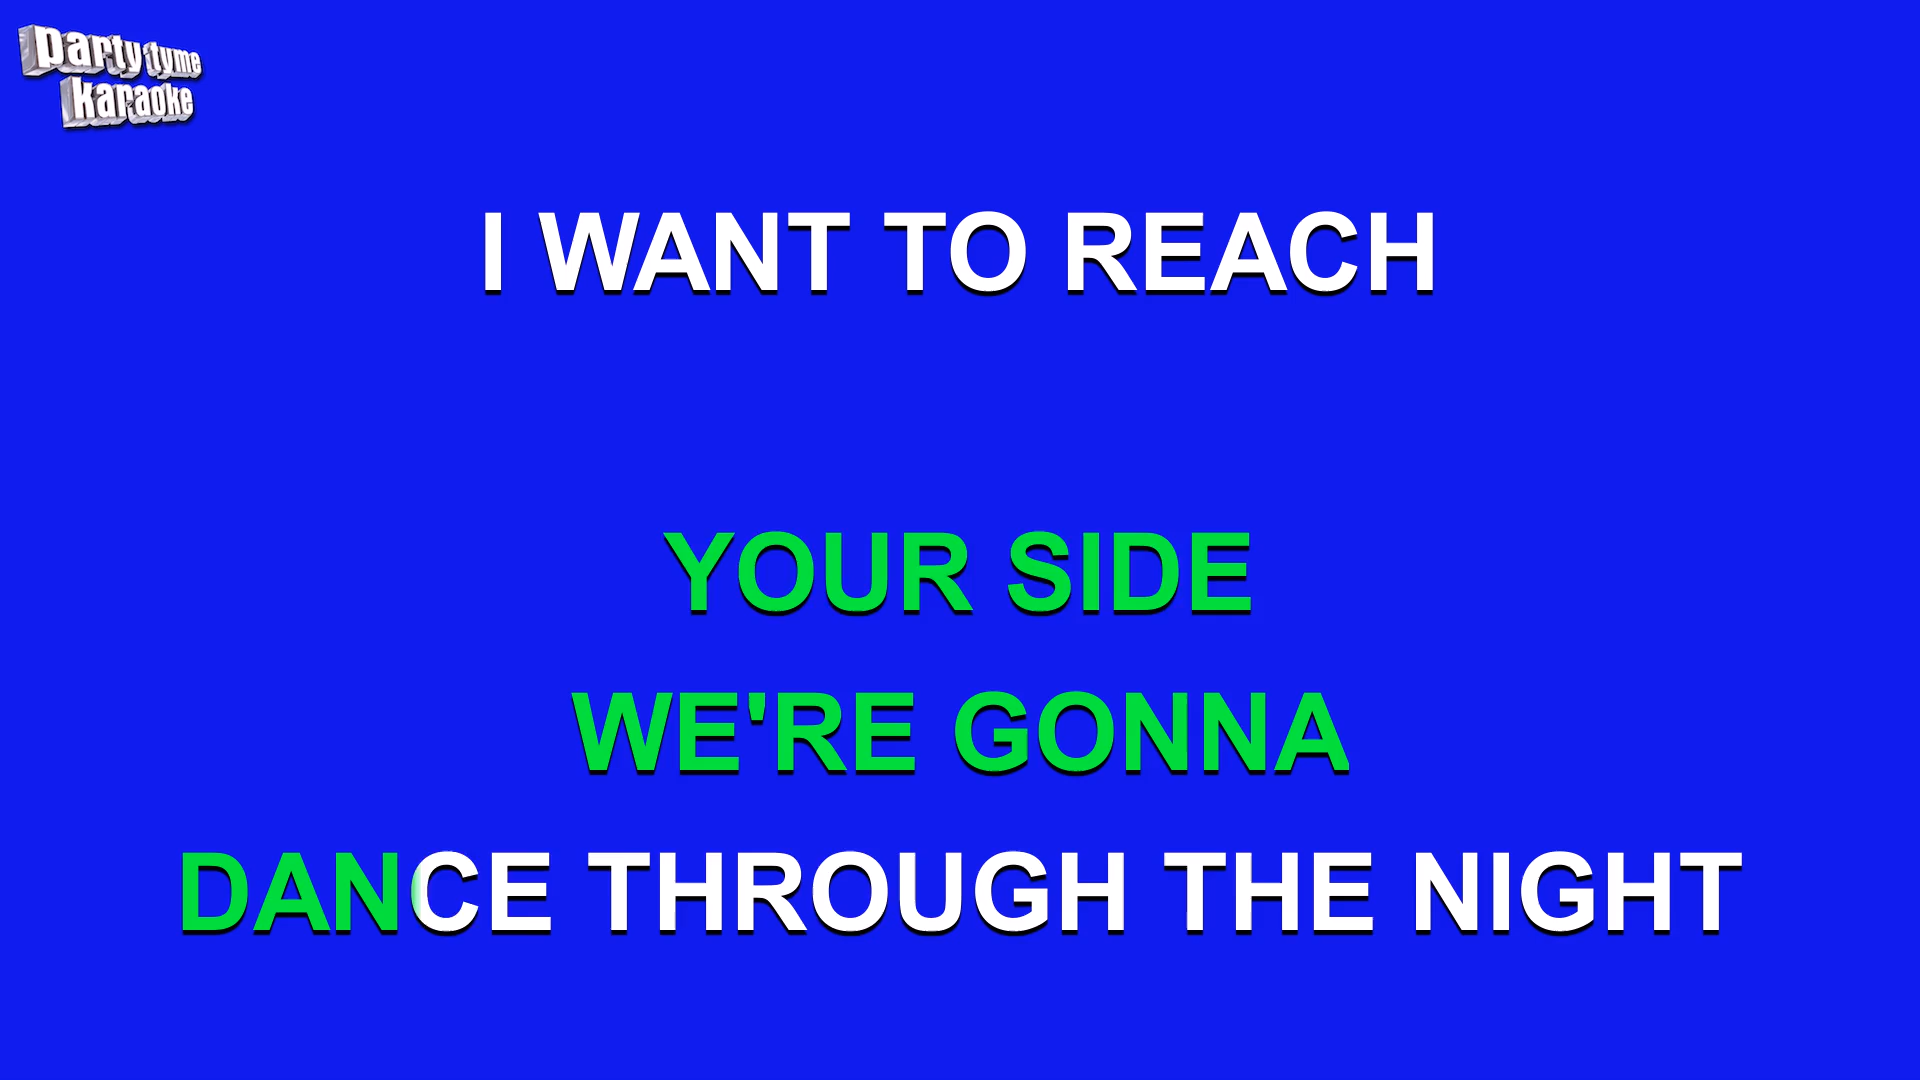 party tyme
karaoke
I WANT TO REACH
YOUR SIDE
WE'RE GONNA
DANCE THROUGH THE NIGHT